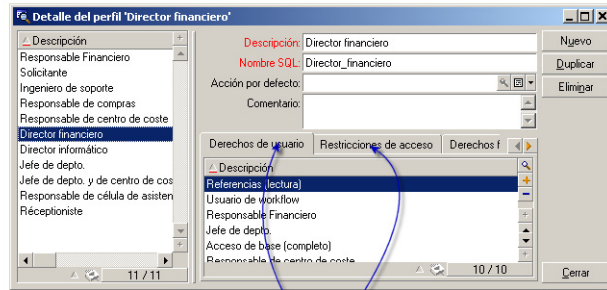 Detalle del perfil 'Director financiero'
Descripción
Responsable Financiero
Solicitante
Ingeniero de soporte
Responsable de compras
Responsable de centro de coste
Director financiero
Director informático
Jefe de depto.
Jefe de depto. y de centro de cos
Responsable de célula de asisten
Réceptioniste
11 / 11
Descripción: Director financiero
Nombre SQL: Director_financiero
Acción por defecto:
Comentario:
Derechos de usuario Restricciones de acceso Derechos f
Descripción
Referencias (lectura)
Usuario de workflow
Responsable Financiero
Jefe de depto.
Acceso de base (completo)
Responsable de centro de coste
10 / 10
Nuevo
Duplicar
Eliminar
Cerrar